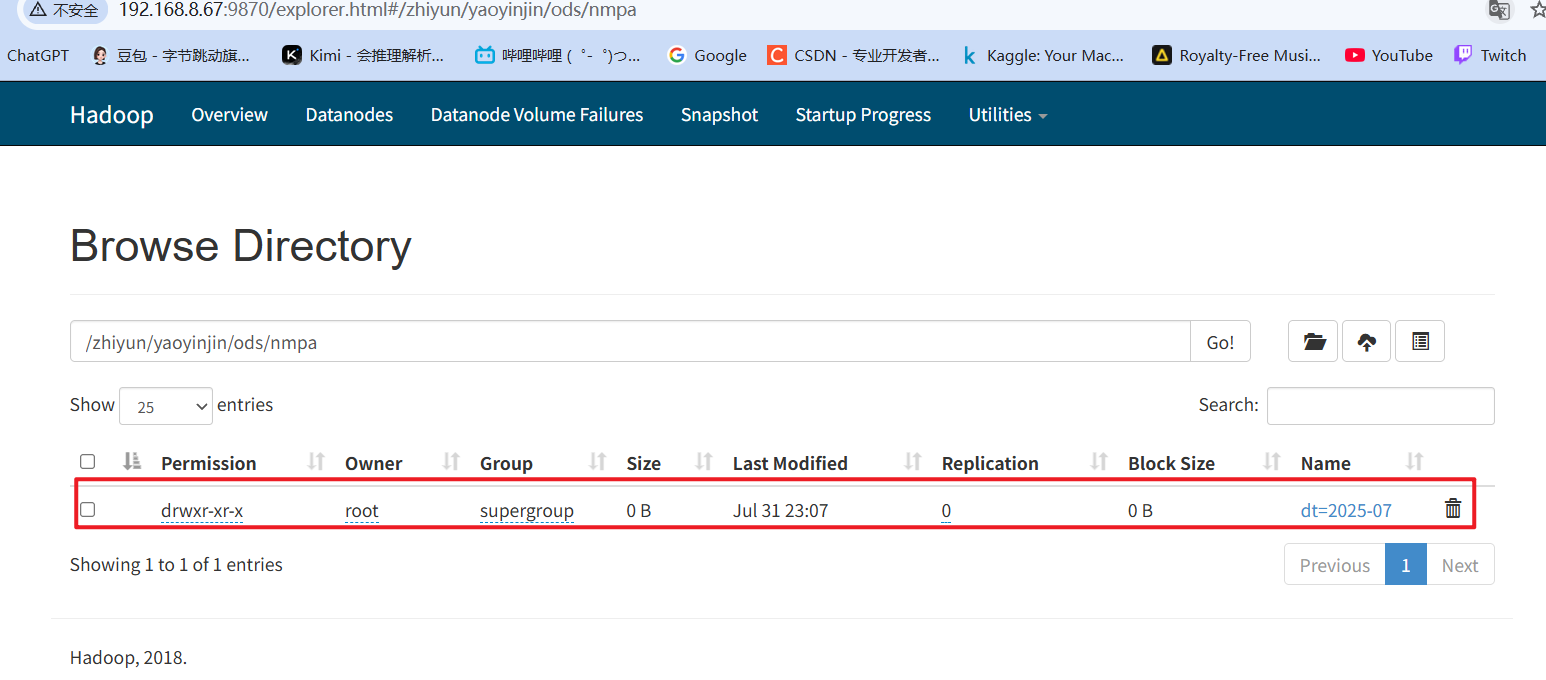 不安全 192.168.8.67:9870/explorer.html#/zhiyun/yaoyinjin/ods/nmpa
ChatGPT 豆包 - 字节跳动旗... Kimi - 会推理解析... 哔哩哔哩 (゜-゜)つ... Google CSDN - 专业开发者... Kaggle: Your Mac... Royalty-Free Musi... YouTube Twitch
Hadoop Overview Datanodes Datanode Volume Failures Snapshot Startup Progress Utilities
Browse Directory
/zhiyun/yaoyinjin/ods/nmpa Go!
Show 25 entries Search:
Permission Owner Group Size Last Modified Replication Block Size Name
drwxr-xr-x root supergroup 0 B Jul 31 23:07 0 0 B dt=2025-07
Showing 1 to 1 of 1 entries Previous 1 Next
Hadoop, 2018.